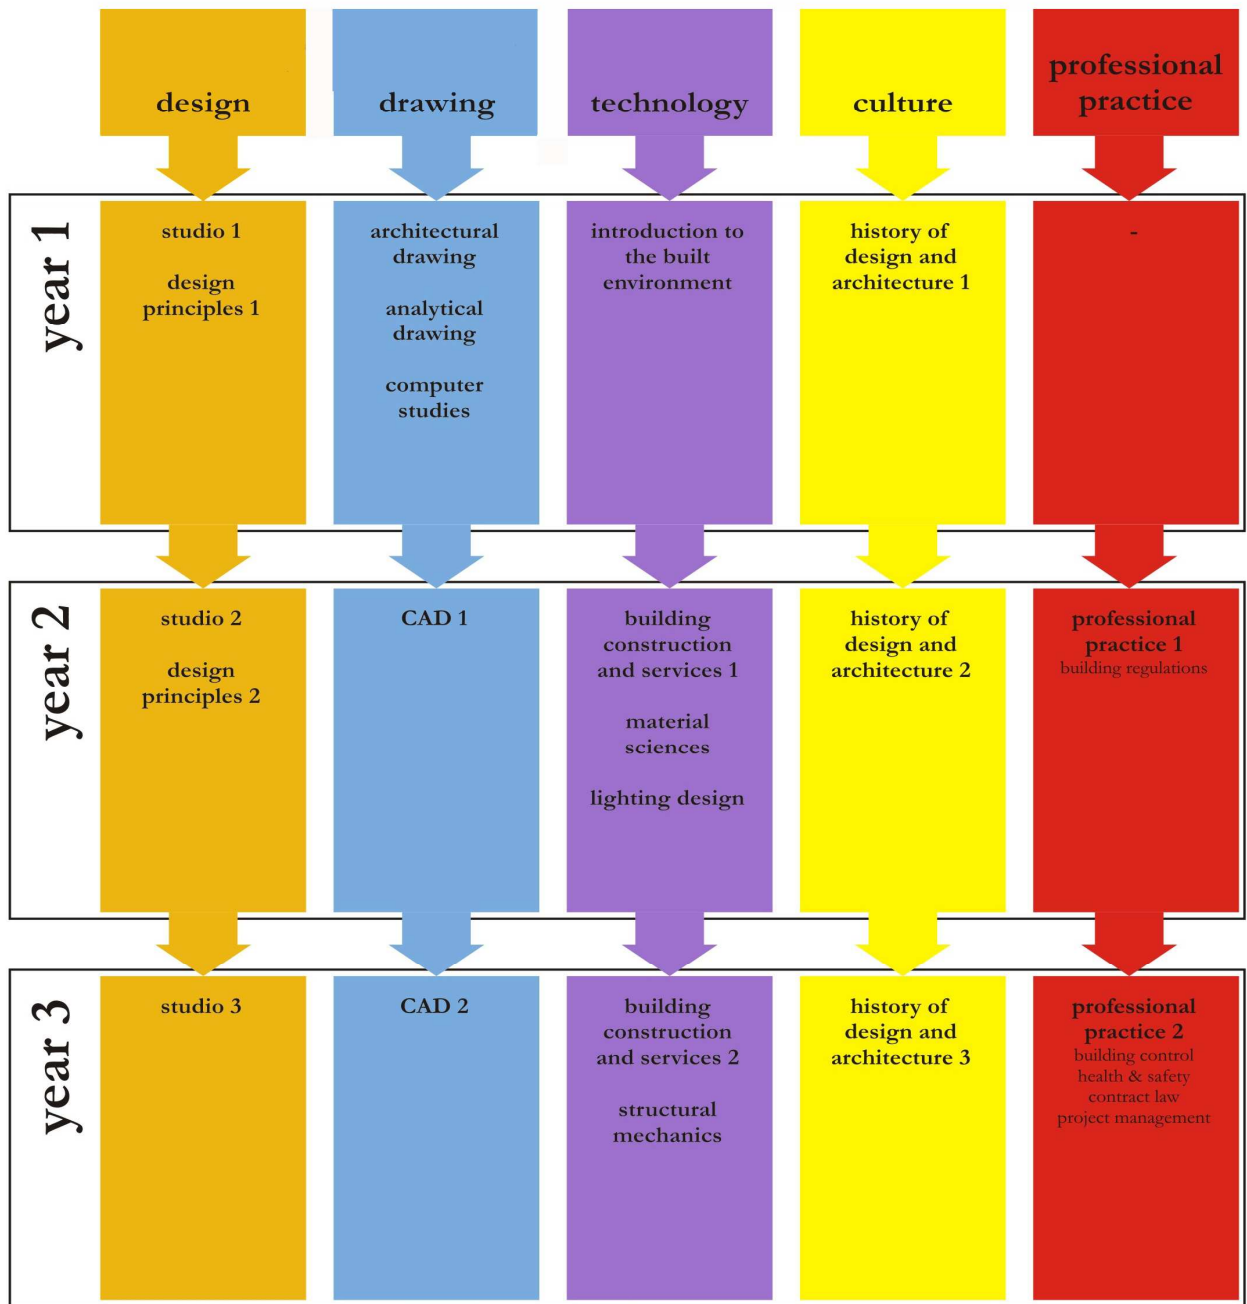 design
drawing
technology
culture
professional
practice
year 1
studio 1
design
principles 1
architectural
drawing
analytical
drawing
computer
studies
introduction to
the built
environment
history of
design and
architecture 1
-
year 2
studio 2
design
principles 2
CAD 1
building
construction
and services 1
material
sciences
lighting design
history of
design and
architecture 2
professional
practice 1
building regulations
year 3
studio 3
CAD 2
building
construction
and services 2
structural
mechanics
history of
design and
architecture 3
professional
practice 2
building control
health & safety
contract law
project management